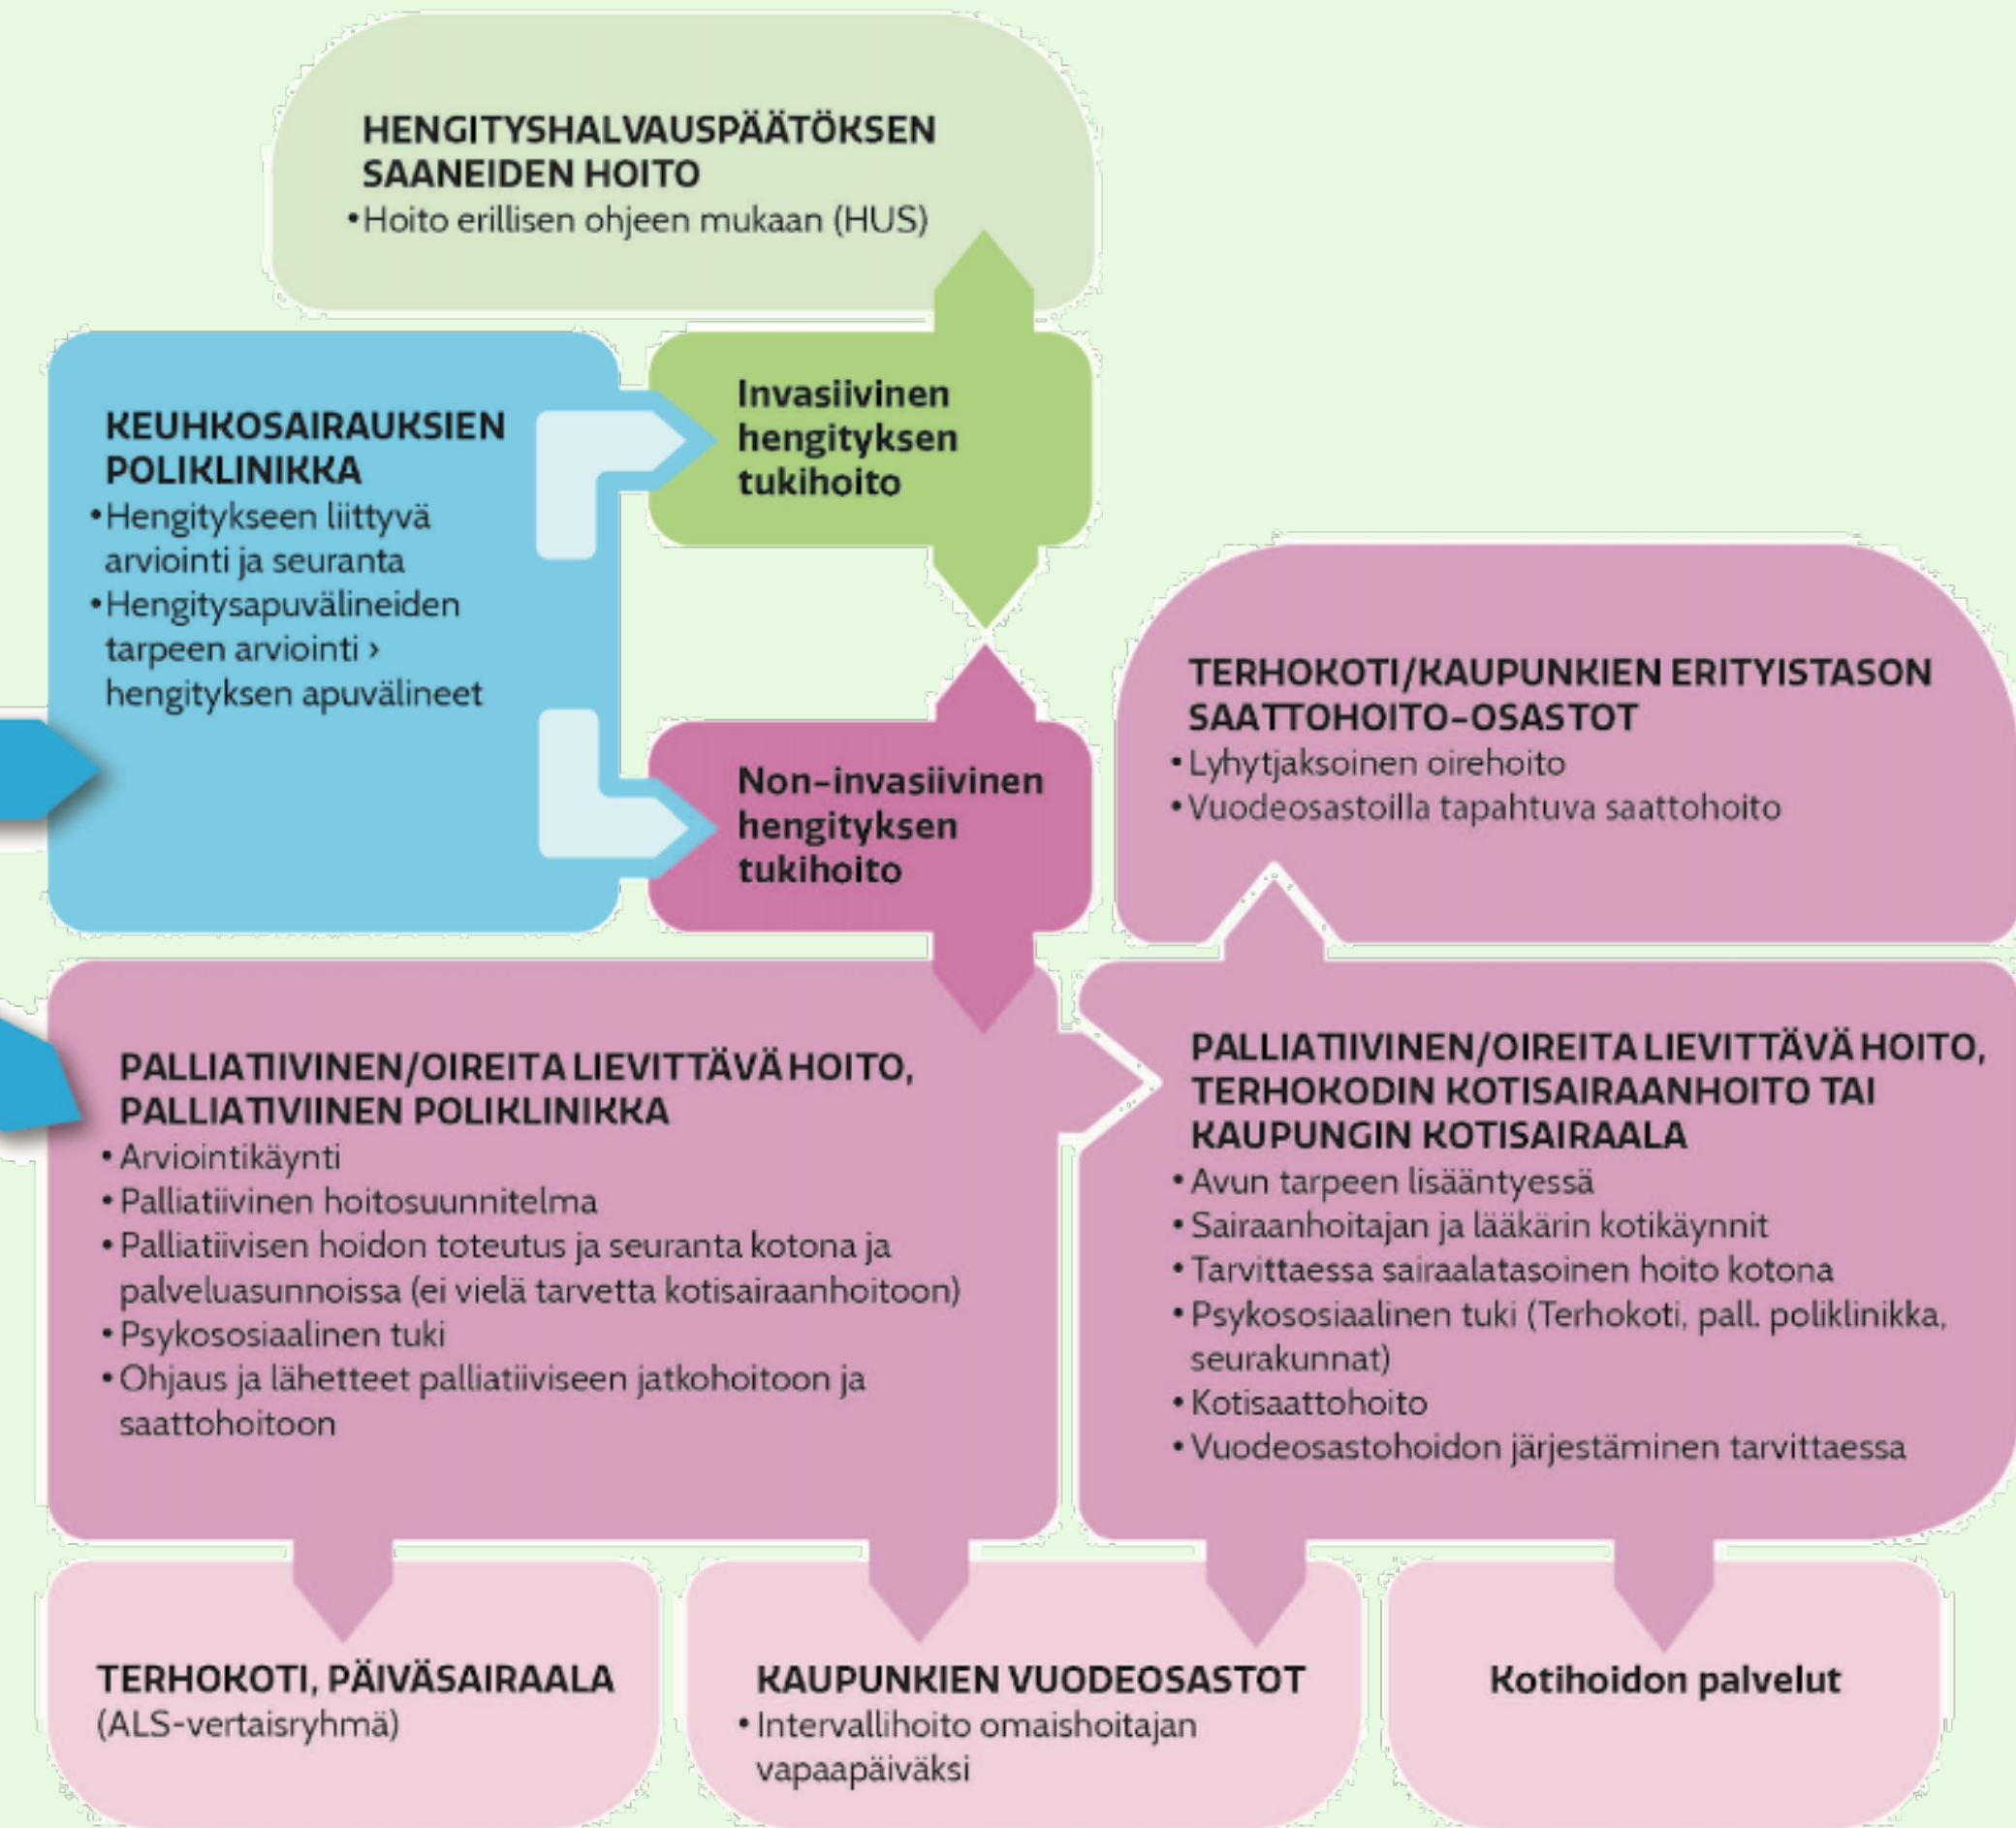 HENGITYSHALVAUSPÄÄTÖKSEN
SAANEIDEN HOITO
•Hoito erillisen ohjeen mukaan (HUS)
KEUHKOSAIRAUKSIEN
POLIKLINIKKA
•Hengitykseen liittyvä
arviointi ja seuranta
•Hengitysapuvälineiden
tarpeen arviointi ›
hengityksen apuvälineet
Invasiivinen
hengityksen
tukihoito
Non-invasiivinen
hengityksen
tukihoito
TERHOKOTI/KAUPUNKIEN ERITYISTASON
SAATTOHOITO-OSASTOT
•Lyhytjaksoinen oirehoito
•Vuodeosastoilla tapahtuva saattohoito
PALLIATIIVINEN/OIREITA LIEVITTÄVÄ HOITO,
PALLIATIVIINEN POLIKLINIKKA
•Arviointikäynti
•Palliatiivinen hoitosuunnitelma
•Palliatiivisen hoidon toteutus ja seuranta kotona ja
palveluasunnoissa (ei vielä tarvetta kotisairaanhoitoon)
•Psykososiaalinen tuki
•Ohjaus ja lähetteet palliatiiviseen jatkohoitoon ja
saattohoitoon
PALLIATIIVINEN/OIREITA LIEVITTÄVÄ HOITO,
TERHOKODIN KOTISAIRAANHOITO TAI
KAUPUNGIN KOTISAIRAALA
•Avun tarpeen lisääntyessä
•Sairaanhoitajan ja lääkärin kotikäynnit
•Tarvittaessa sairaalatasoinen hoito kotona
•Psykososiaalinen tuki (Terhokoti, pall. poliklinikka,
seurakunnat)
•Kotisaattohoito
•Vuodeosastohoidon järjestäminen tarvittaessa
TERHOKOTI, PÄIVÄSAIRAALA
(ALS-vertaisryhmä)
KAUPUNKIEN VUODEOSASTOT
•Intervallihoito omaishoitajan
vapaapäiväksi
Kotihoidon palvelut